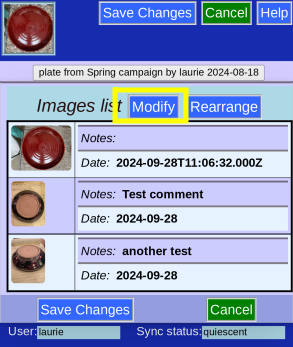 Save Changes Cancel Help
plate from Spring campaign by laurie 2024-08-18
Images list Modify Rearrange
Notes:
Date: 2024-09-28T11:06:32.000Z
Notes: Test comment
Date: 2024-09-28
Notes: another test
Date: 2024-09-28
Save Changes Cancel
User: laurie Sync status: quiescent